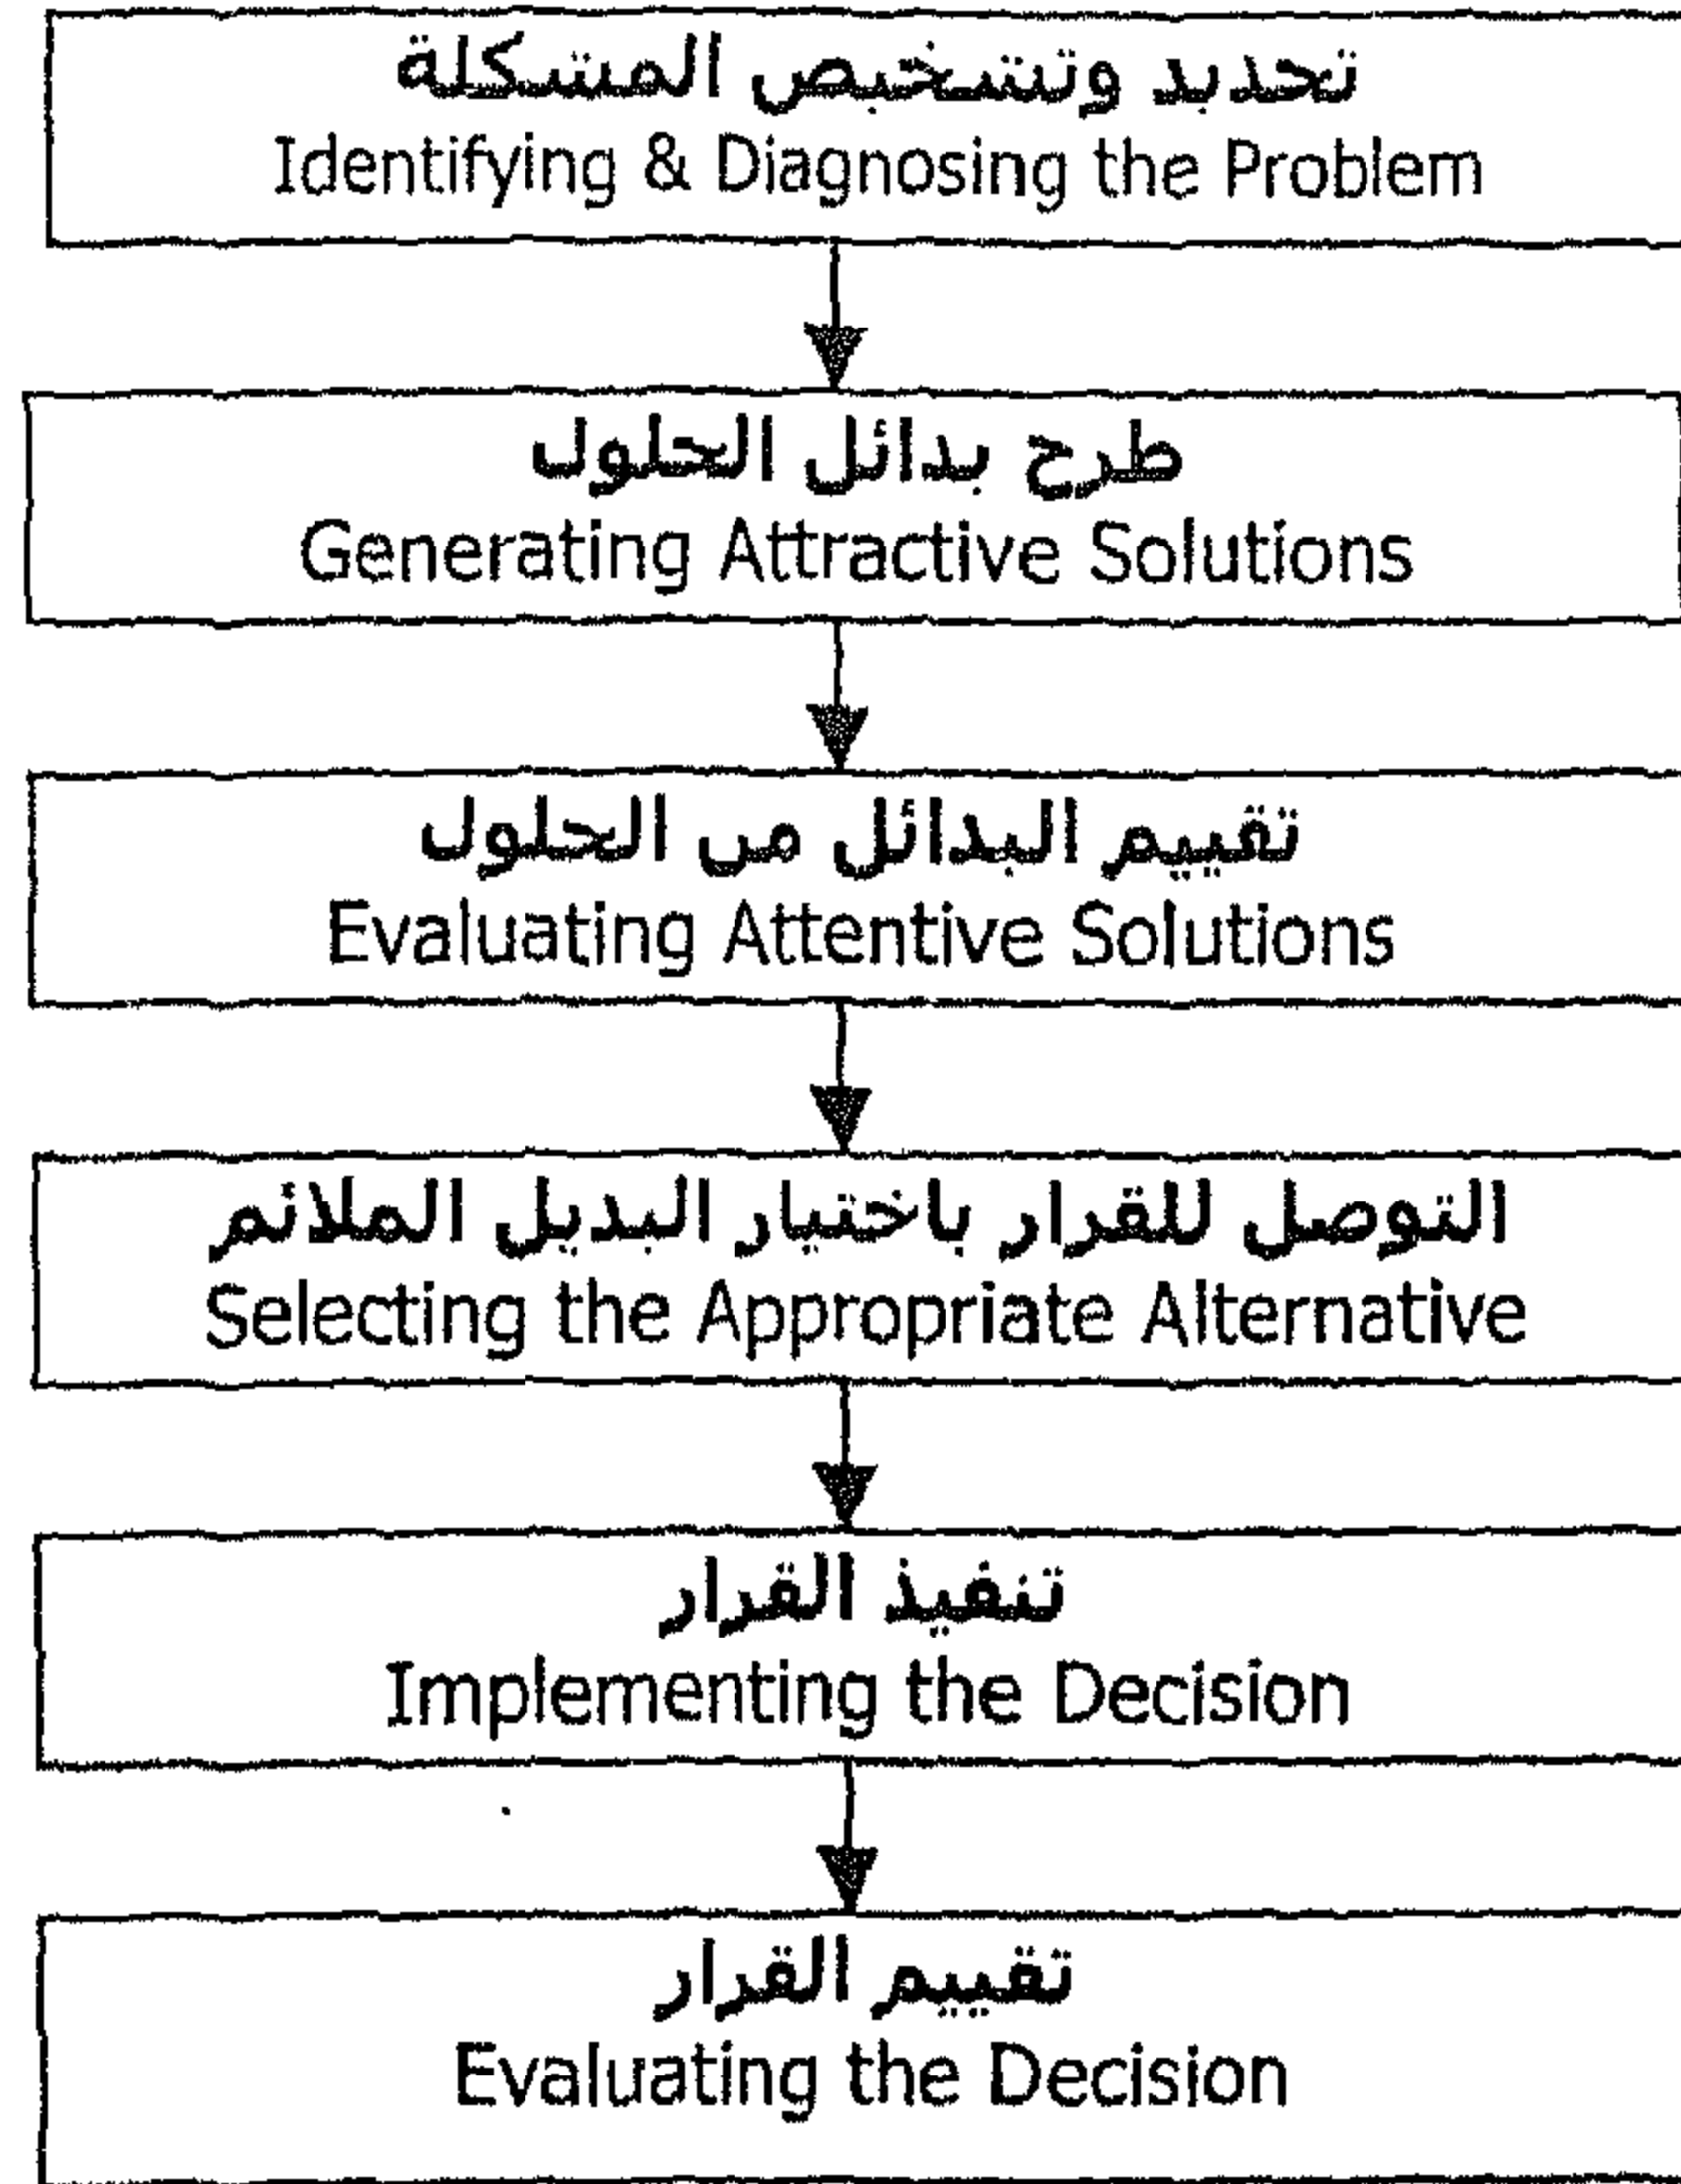 تحديد وتشخيص المشكلة
Identifying & Diagnosing the Problem
طرح بدائل الحلول
Generating Attractive Solutions
تقييم البدائل من الحلول
Evaluating Attentive Solutions
التوصل للقرار باختيار البديل الملائم
Selecting the Appropriate Alternative
تنفيذ القرار
Implementing the Decision
تقييم القرار
Evaluating the Decision